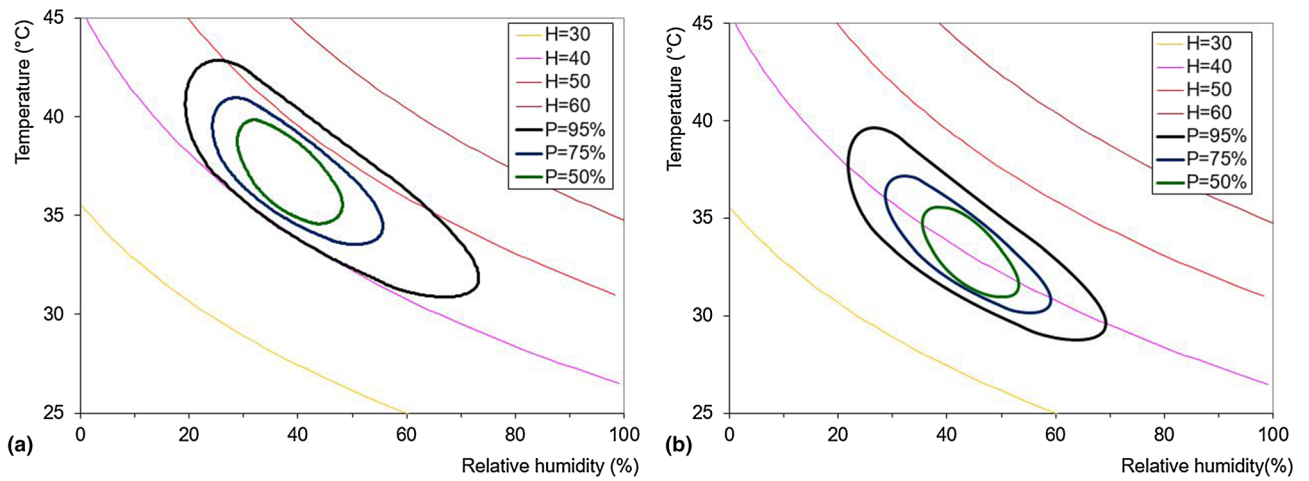 45
40
35
30
25
Temperature (°C)
0
20
40
60
80
100
Relative humidity (%)
H=30
H=40
H=50
H=60
P=95%
P=75%
P=50%
(a)
45
40
35
30
25
Temperature (°C)
0
20
40
60
80
100
Relative humidity(%)
H=30
H=40
H=50
H=60
P=95%
P=75%
P=50%
(b)